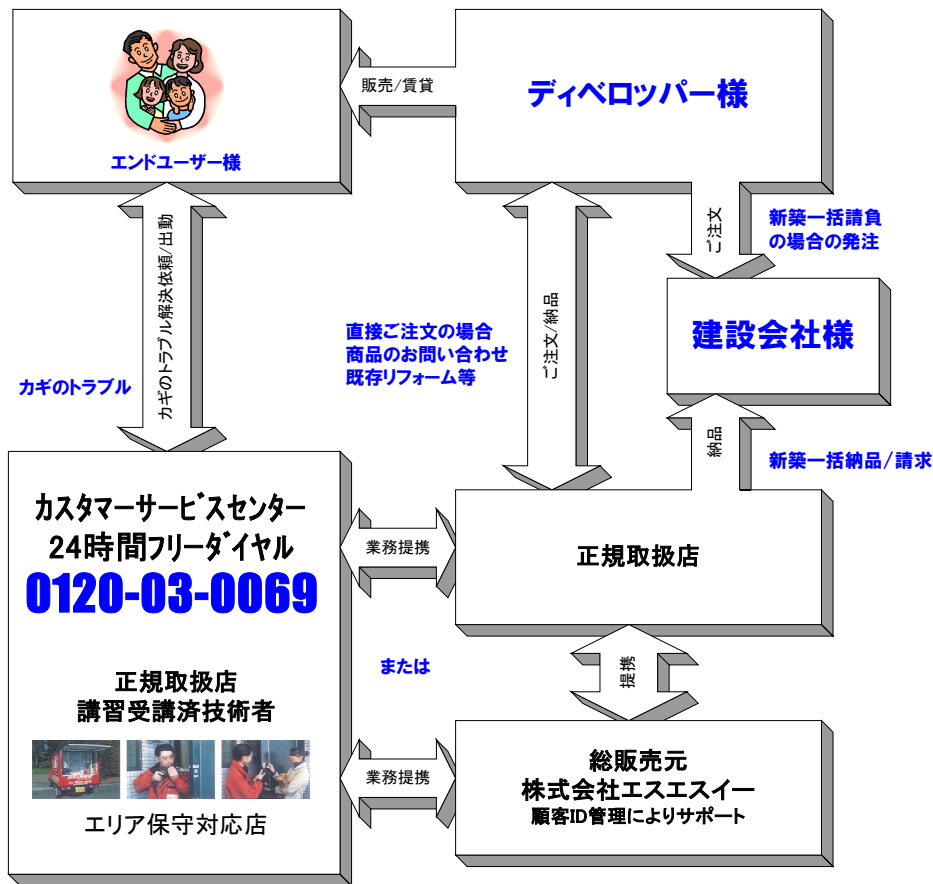 エンドユーザー様
販売/賃貸
ディベロッパー様
ご注文
新築一括請負
の場合の発注
建設会社様
カギのトラブル
カギのトラブル解決依頼/出動
直接ご注文の場合
商品のお問い合わせ
既存リフォーム等
ご注文/納品
納品
新築一括納品/請求
カスタマーサービスセンター
24時間フリーダイヤル
0120-03-0069
正規取扱店
講習受講済技術者
エリア保守対応店
業務提携
正規取扱店
または
提携
業務提携
総販売元
株式会社エスエスイー
顧客ID管理によりサポート